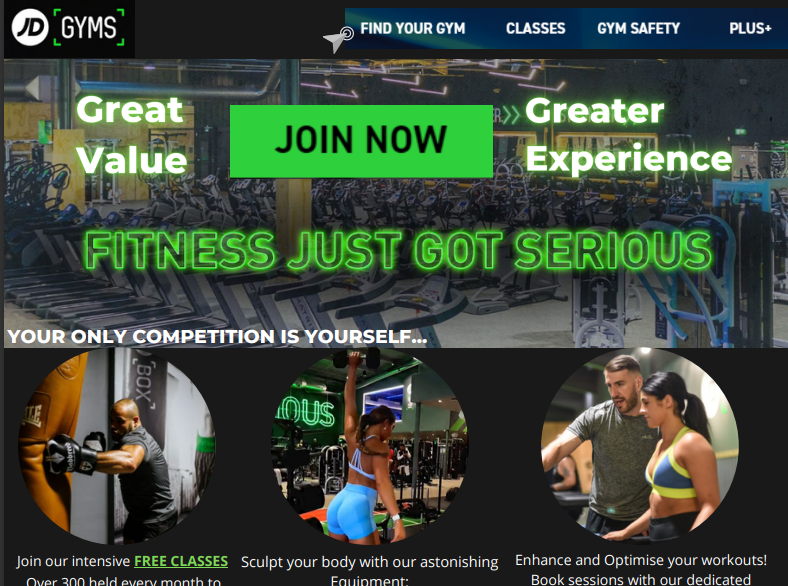 JD GYMS
FIND YOUR GYM CLASSES GYM SAFETY PLUS+
Great
Value
JOIN NOW
Greater
Experience
FITNESS JUST GOT SERIOUS
YOUR ONLY COMPETITION IS YOURSELF...
BOX
OUS
Join our intensive FREE CLASSES
Over 300 held every month to
Sculpt your body with our astonishing
Equipment:
Enhance and Optimise your workouts!
Book sessions with our dedicated